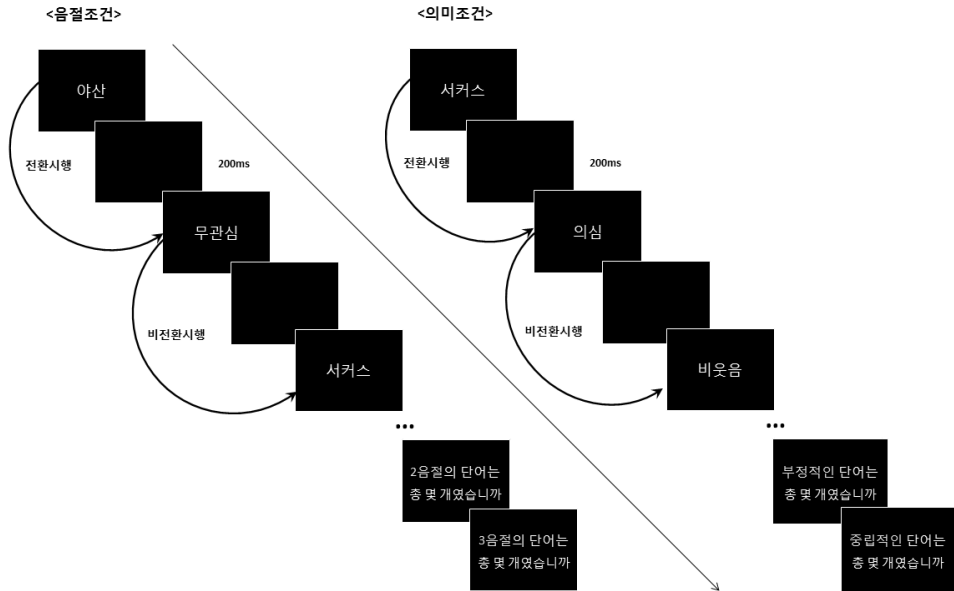 <음절조건>
야산
전환시행
200ms
무관심
비전환시행
서커스
...
2음절의 단어는
총 몇 개였습니까
3음절의 단어는
총 몇 개였습니까
<의미조건>
서커스
전환시행
200ms
의심
비전환시행
비웃음
...
부정적인 단어는
총 몇 개였습니까
중립적인 단어는
총 몇 개였습니까